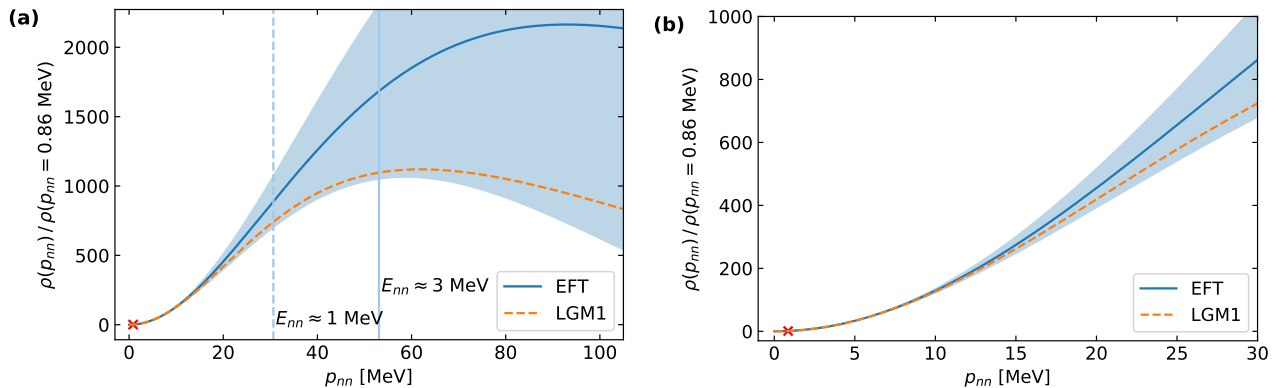 (a)
ρ(p_nn) / ρ(p_nn = 0.86 MeV)
2000
1500
1000
500
0
E_nn ≈ 3 MeV
E_nn ≈ 1 MeV
EFT
LGM1
0 20 40 60 80 100
p_nn [MeV]
(b)
ρ(p_nn) / ρ(p_nn = 0.86 MeV)
1000
800
600
400
200
0
EFT
LGM1
0 5 10 15 20 25 30
p_nn [MeV]